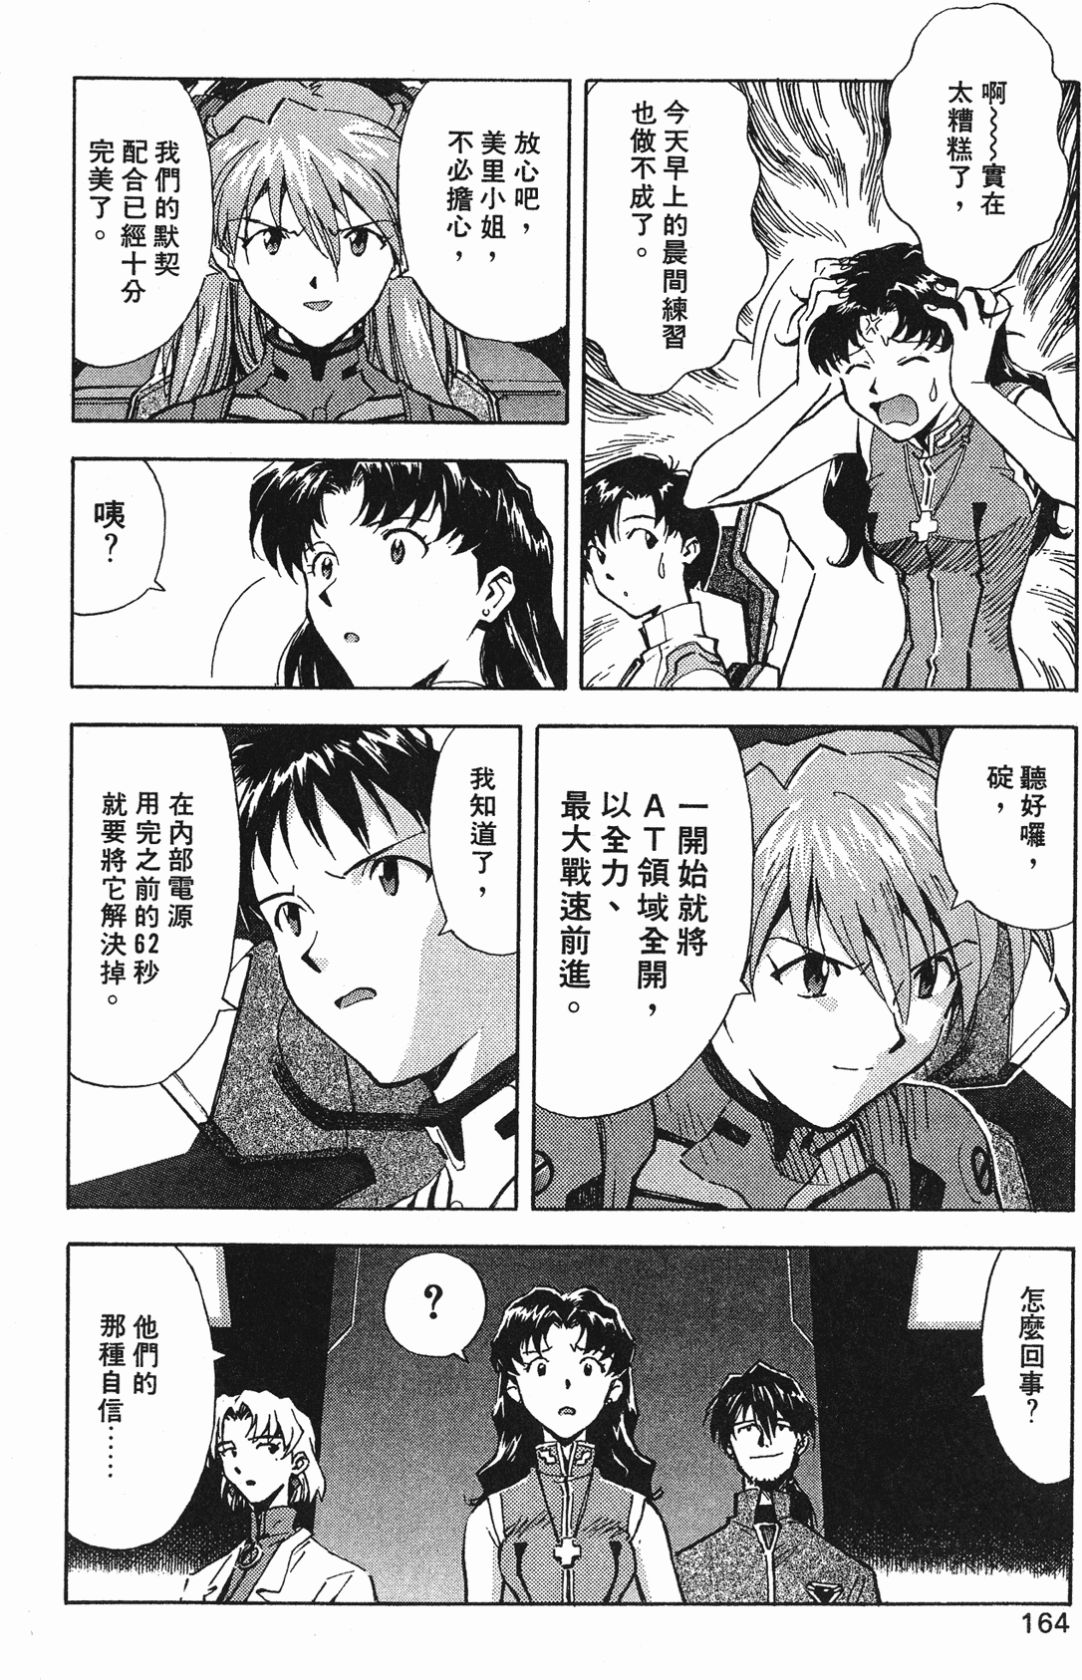 啊～～～實在
太糟糕了，
今天早上的晨間練習
也做不成了。
放心吧，
美里小姐，
不必擔心，
我們的默契
配合已經十分
完美了。
咦？
聽好囉，
碇，
一開始就將
AT領域全開，
以全力、
最大戰速前進。
我知道了，
在內部電源
用完之前的62秒
就要將它解決掉。
怎麼回事？
？
他們的
那種自信……
164